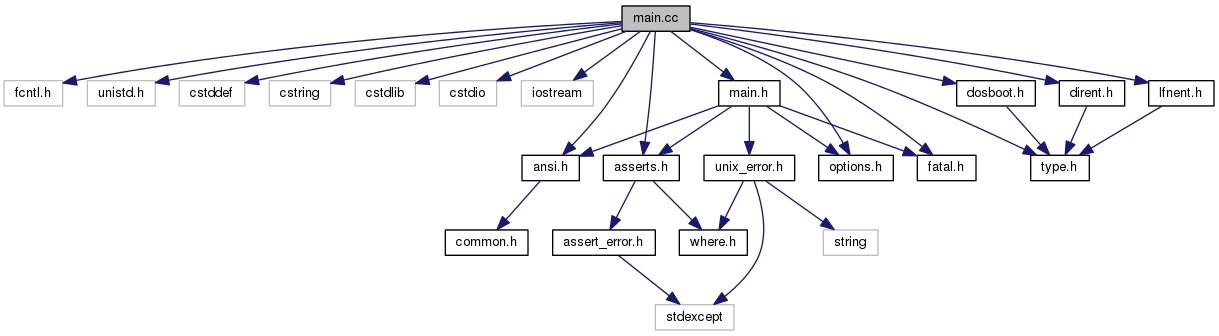 main.cc
fcntl.h unistd.h cstddef cstring cstdlib cstdio iostream main.h dosboot.h dirent.h lfnent.h
ansi.h asserts.h unix_error.h options.h fatal.h type.h
common.h assert_error.h where.h string
stdexcept